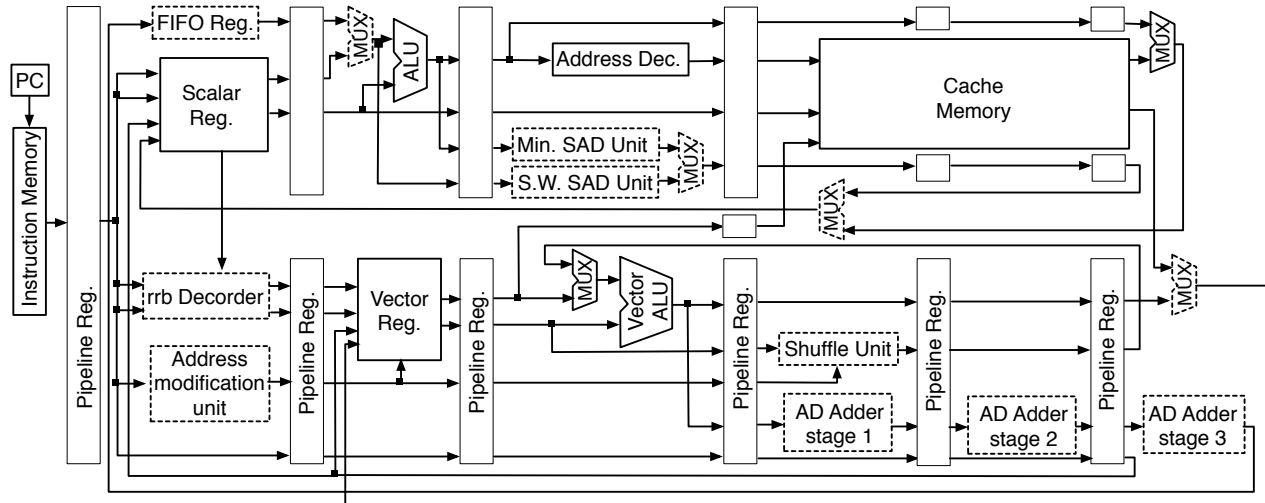 FIFO Reg.
MUX
ALU
MUX
PC
Scalar
Reg.
Address Dec.
Cache
Memory
Instruction Memory
Min. SAD Unit
S.W. SAD Unit
MUX
MUX
Pipeline Reg.
rrb Decorder
Pipeline Reg.
Vector
Reg.
Pipeline Reg.
MUX
Vector
ALU
Pipeline Reg.
Shuffle Unit
Pipeline Reg.
Pipeline Reg.
MUX
Address
modification
unit
AD Adder
stage 1
AD Adder
stage 2
AD Adder
stage 3